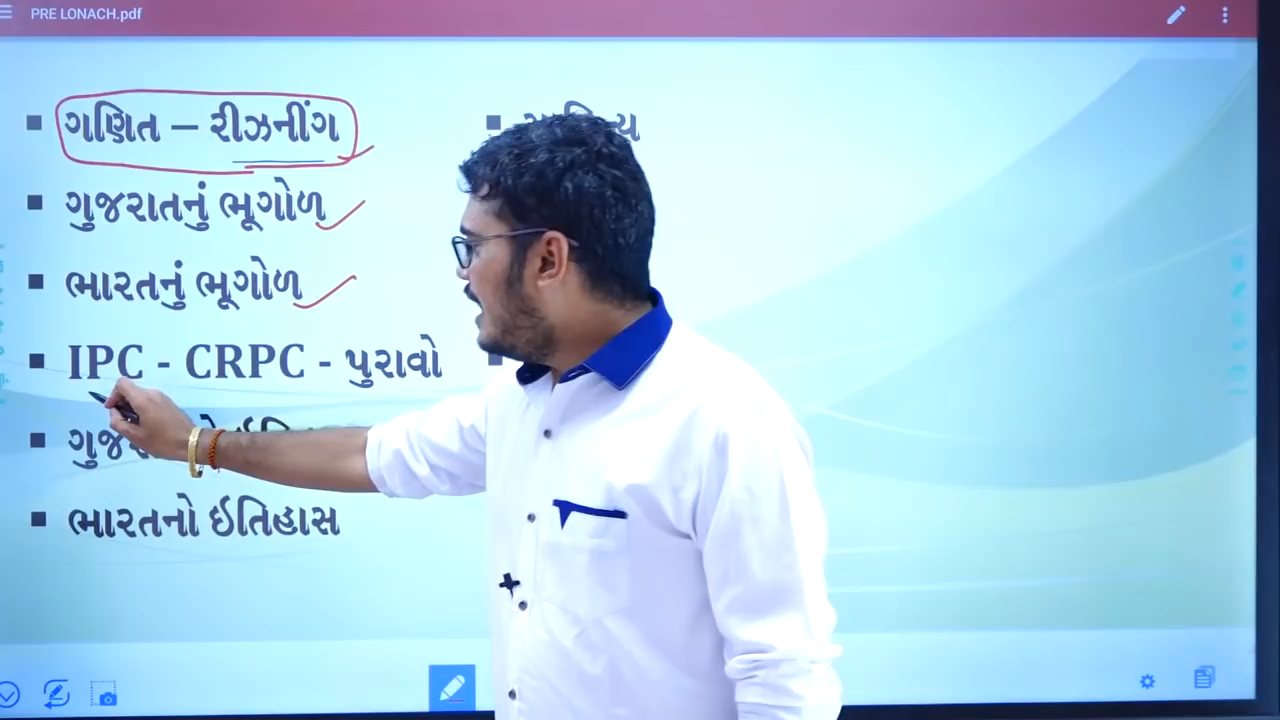 PRE LONACH.pdf
ગણિત – રીઝનીંગ
ગુજરાતનું ભૂગોળ
ભારતનું ભૂગોળ
IPC - CRPC - પુરાવો
ભારતનો ઈતિહાસ